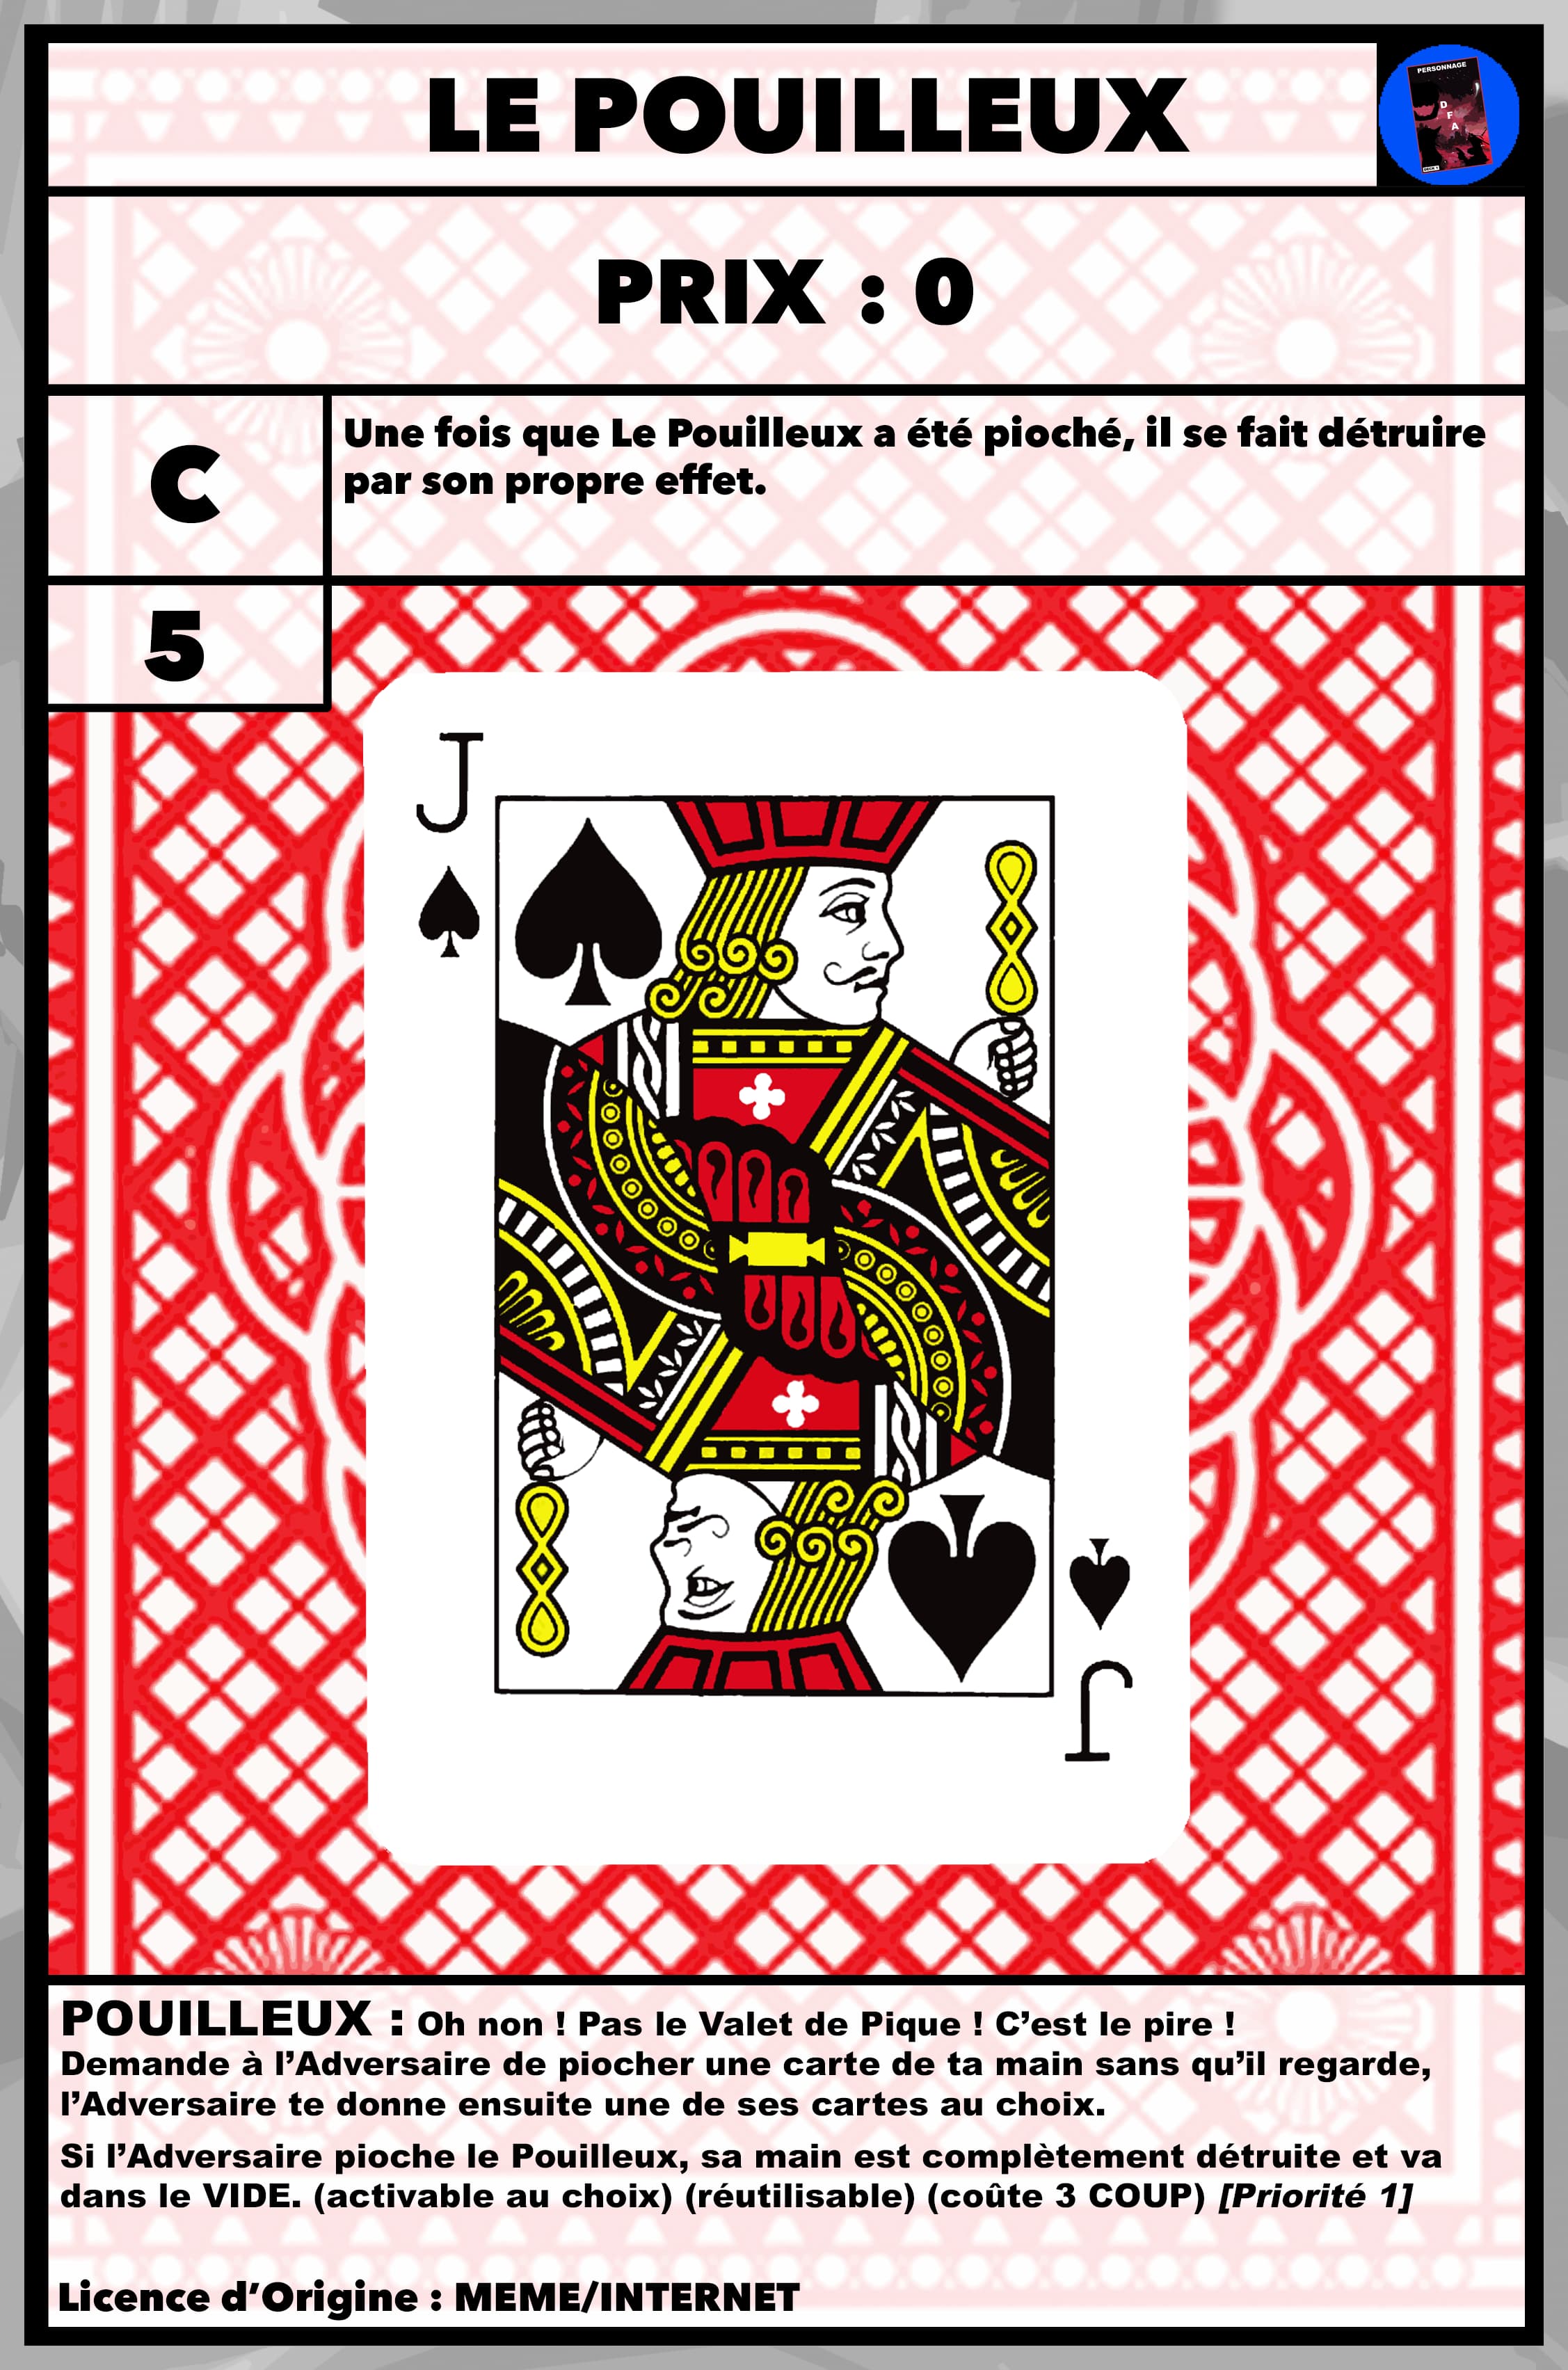 LE POUILLEUX
PERSONNAGE
D
F
A
PRIX : 0
C
Une fois que Le Pouilleux a été pioché, il se fait détruire
par son propre effet.
5
J
J
POUILLEUX : Oh non ! Pas le Valet de Pique ! C’est le pire !
Demande à l’Adversaire de piocher une carte de ta main sans qu’il regarde,
l’Adversaire te donne ensuite une de ses cartes au choix.
Si l’Adversaire pioche le Pouilleux, sa main est complètement détruite et va
dans le VIDE. (activable au choix) (réutilisable) (coûte 3 COUP) [Priorité 1]
Licence d’Origine : MEME/INTERNET